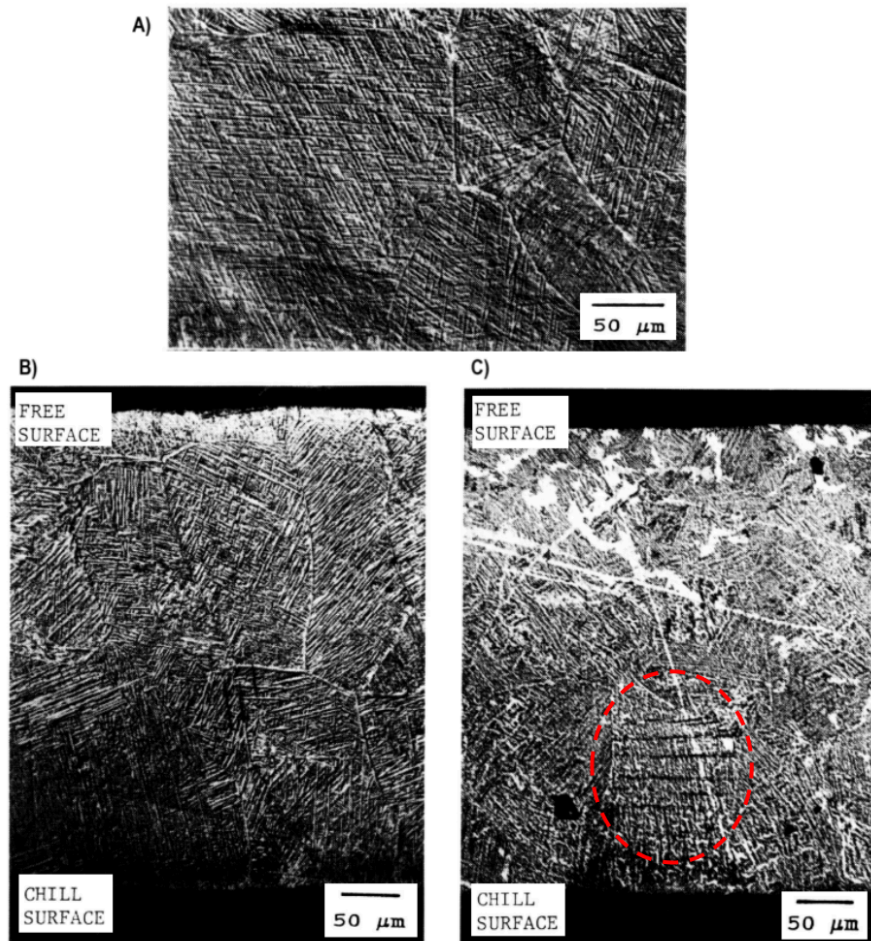 A)
50 μm
B)
FREE
SURFACE
CHILL
SURFACE
50 μm
C)
FREE
SURFACE
CHILL
SURFACE
50 μm